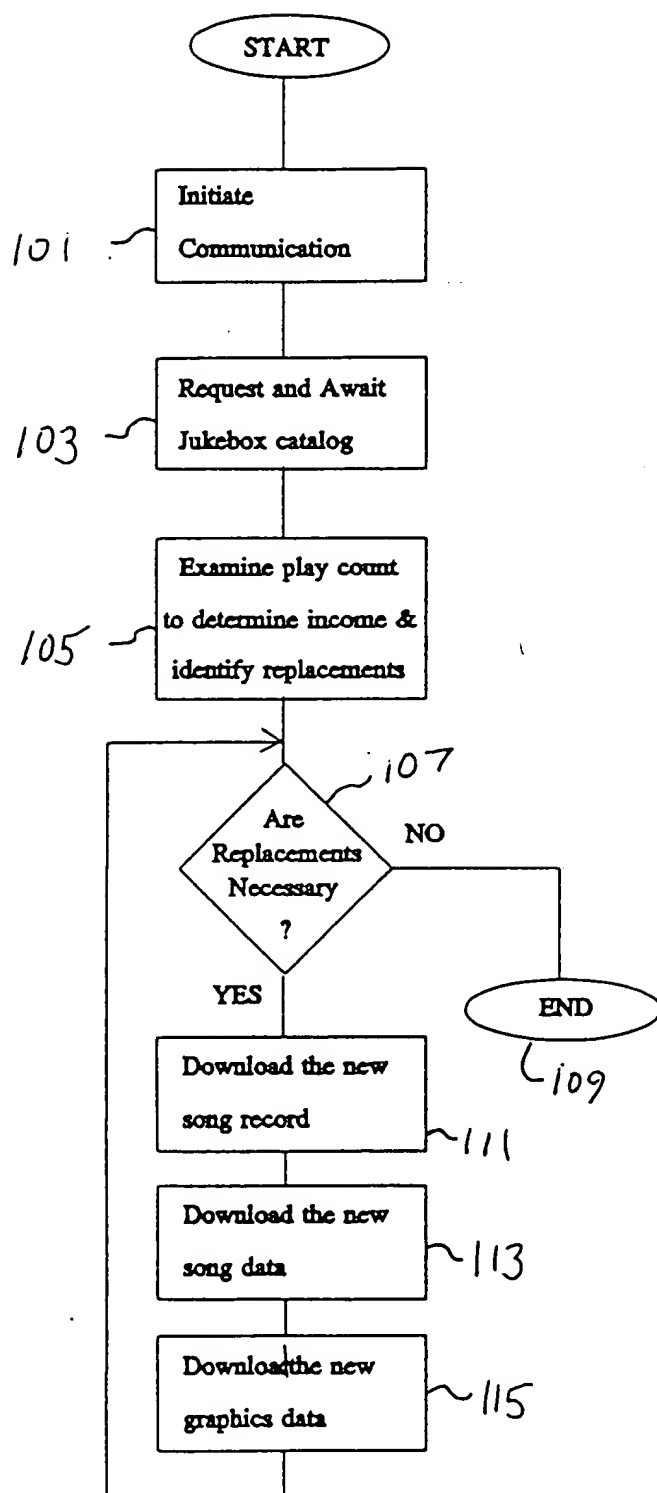 START
Initiate
Communication
101
Request and Await
Jukebox catalog
103
Examine play count
to determine income &
identify replacements
105
107
Are
Replacements
Necessary
?
NO
YES
END
109
Download the new
song record
111
Download the new
song data
113
Download the new
graphics data
115